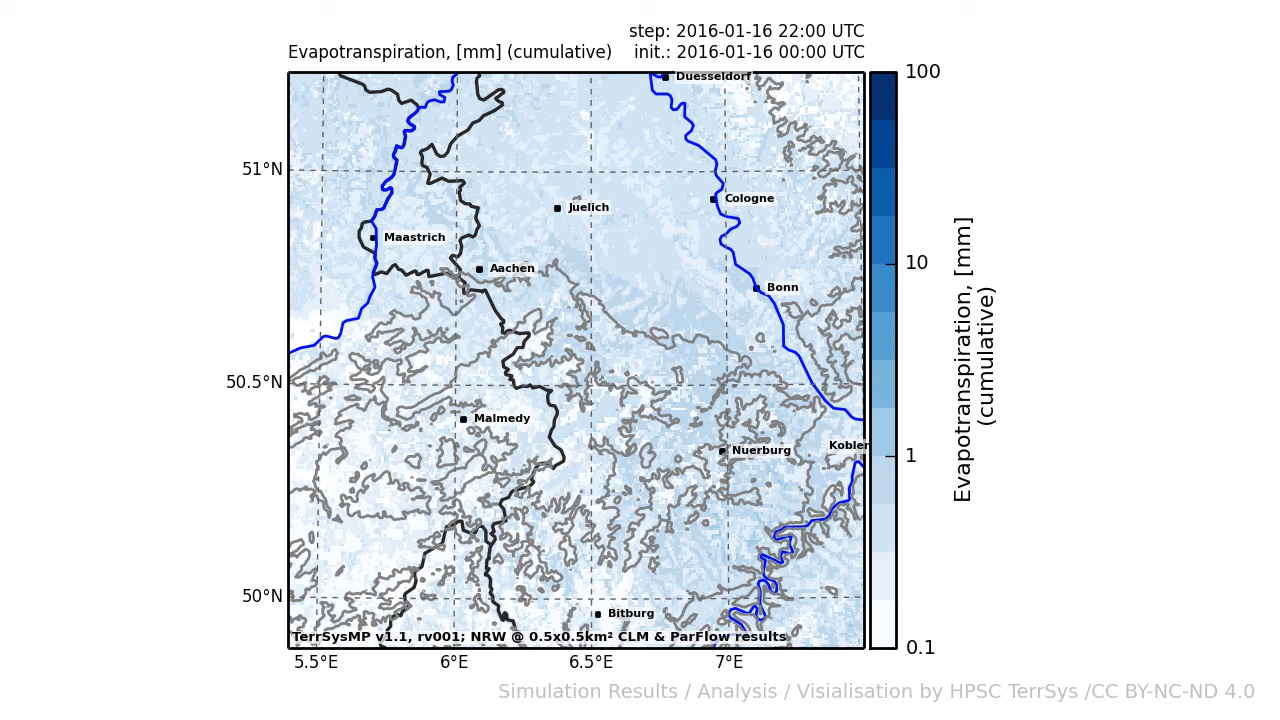 step: 2016-01-16 22:00 UTC
Evapotranspiration, [mm] (cumulative) init.: 2016-01-16 00:00 UTC
Duesseldorf
100
51°N
Cologne
Juelich
Maastrich
10
Aachen
Bonn
Evapotranspiration, [mm]
(cumulative)
50.5°N
Malmedy
Koblen
Nuerburg
1
50°N
Bitburg
TerrSysMP v1.1, rv001; NRW @ 0.5x0.5km² CLM & ParFlow results
0.1
5.5°E 6°E 6.5°E 7°E
Simulation Results / Analysis / Visialisation by HPSC TerrSys /CC BY-NC-ND 4.0